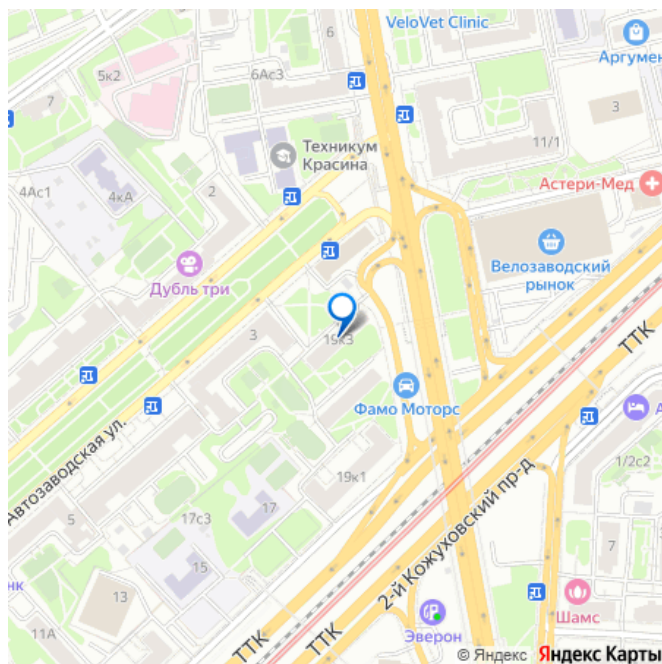 VeloVet Clinic
6
Аргумен
5к2
6Ас3
7
3
Техникум
Красина
11/1
4Ас1
4кА
2
Астери-Мед
Дубль три
Велозаводский
рынок
3
19к3
ТТК
Фамо Моторс
А
Автозаводская ул.
1/2с2
19к1
2-й Кожуховский пр-д
5
17с3
17
7
15
нк
13
Шамс
11А
ТТК
ТТК
Эверон
© Яндекс Яндекс Карты